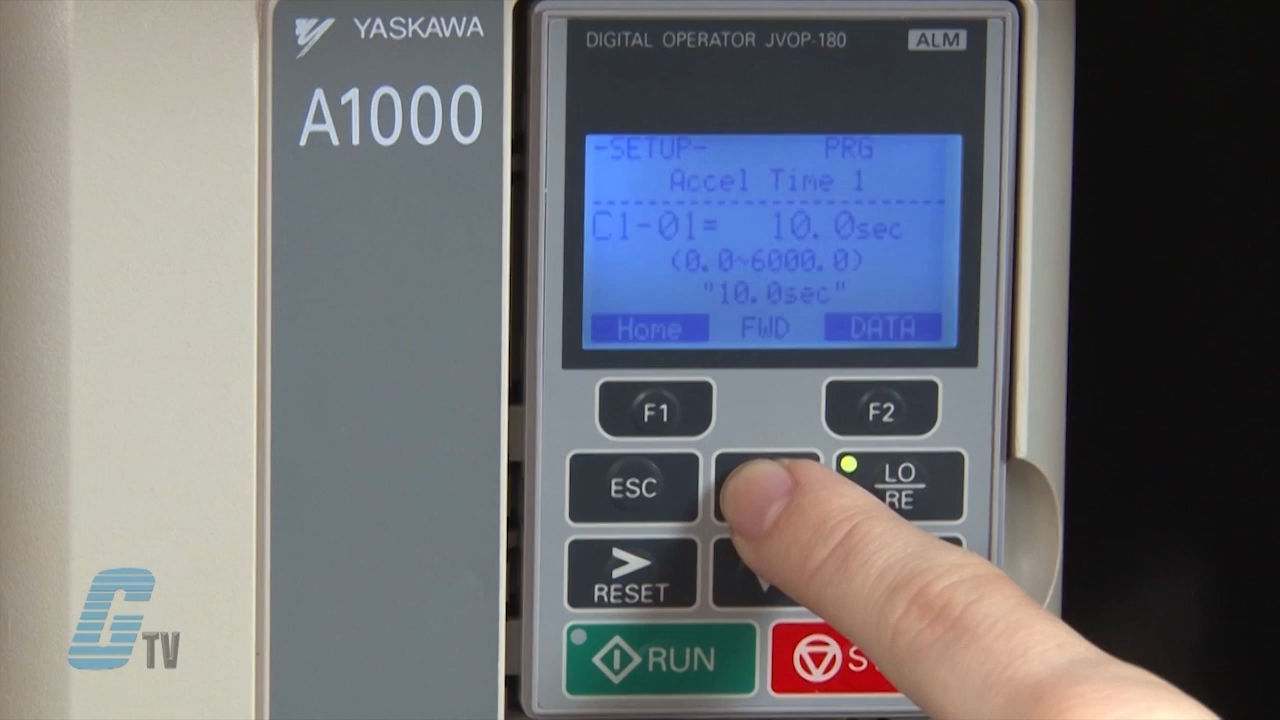 YASKAWA
A1000
DIGITAL OPERATOR JVOP-180 ALM
-SETUP- PRG
Accel Time 1
C1-01= 10.0sec
(0.0~6000.0)
"10.0sec"
Home FWD DATA
F1 F2
ESC
LO
RE
RESET
RUN
G TV